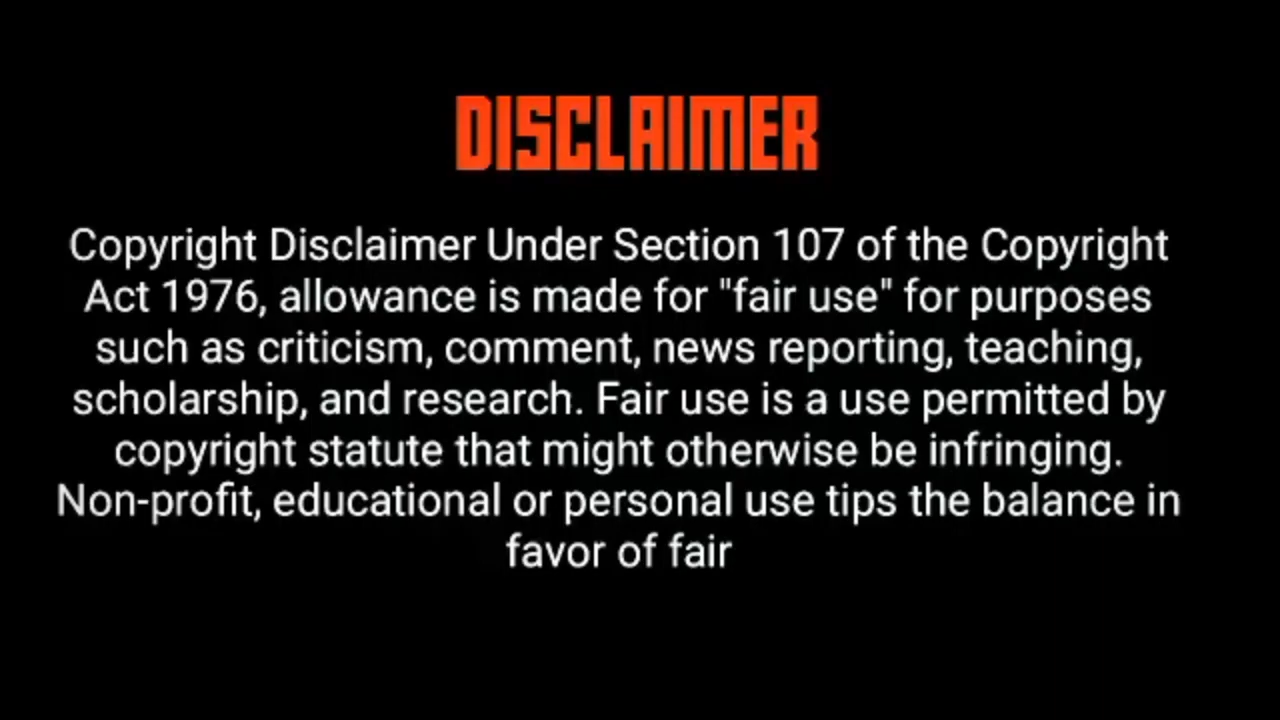 DISCLAIMER
Copyright Disclaimer Under Section 107 of the Copyright
Act 1976, allowance is made for "fair use" for purposes
such as criticism, comment, news reporting, teaching,
scholarship, and research. Fair use is a use permitted by
copyright statute that might otherwise be infringing.
Non-profit, educational or personal use tips the balance in
favor of fair